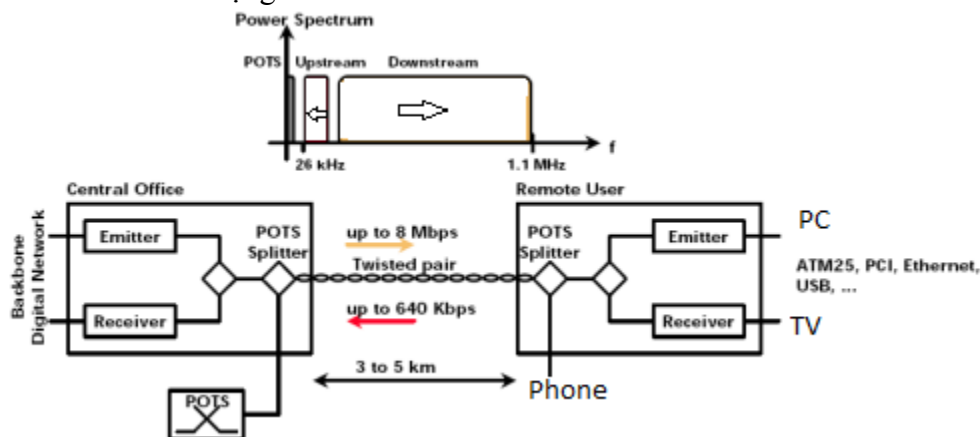 Power Spectrum
POTS Upstream Downstream
f
26 kHz 1.1 MHz
Central Office Remote User
Backbone
Digital Network
Emitter
POTS
Splitter
up to 8 Mbps
Twisted pair
up to 640 Kbps
Receiver
3 to 5 km
POTS
POTS
Splitter
Emitter
Receiver
Phone
PC
ATM25, PCI, Ethernet,
USB, ...
TV